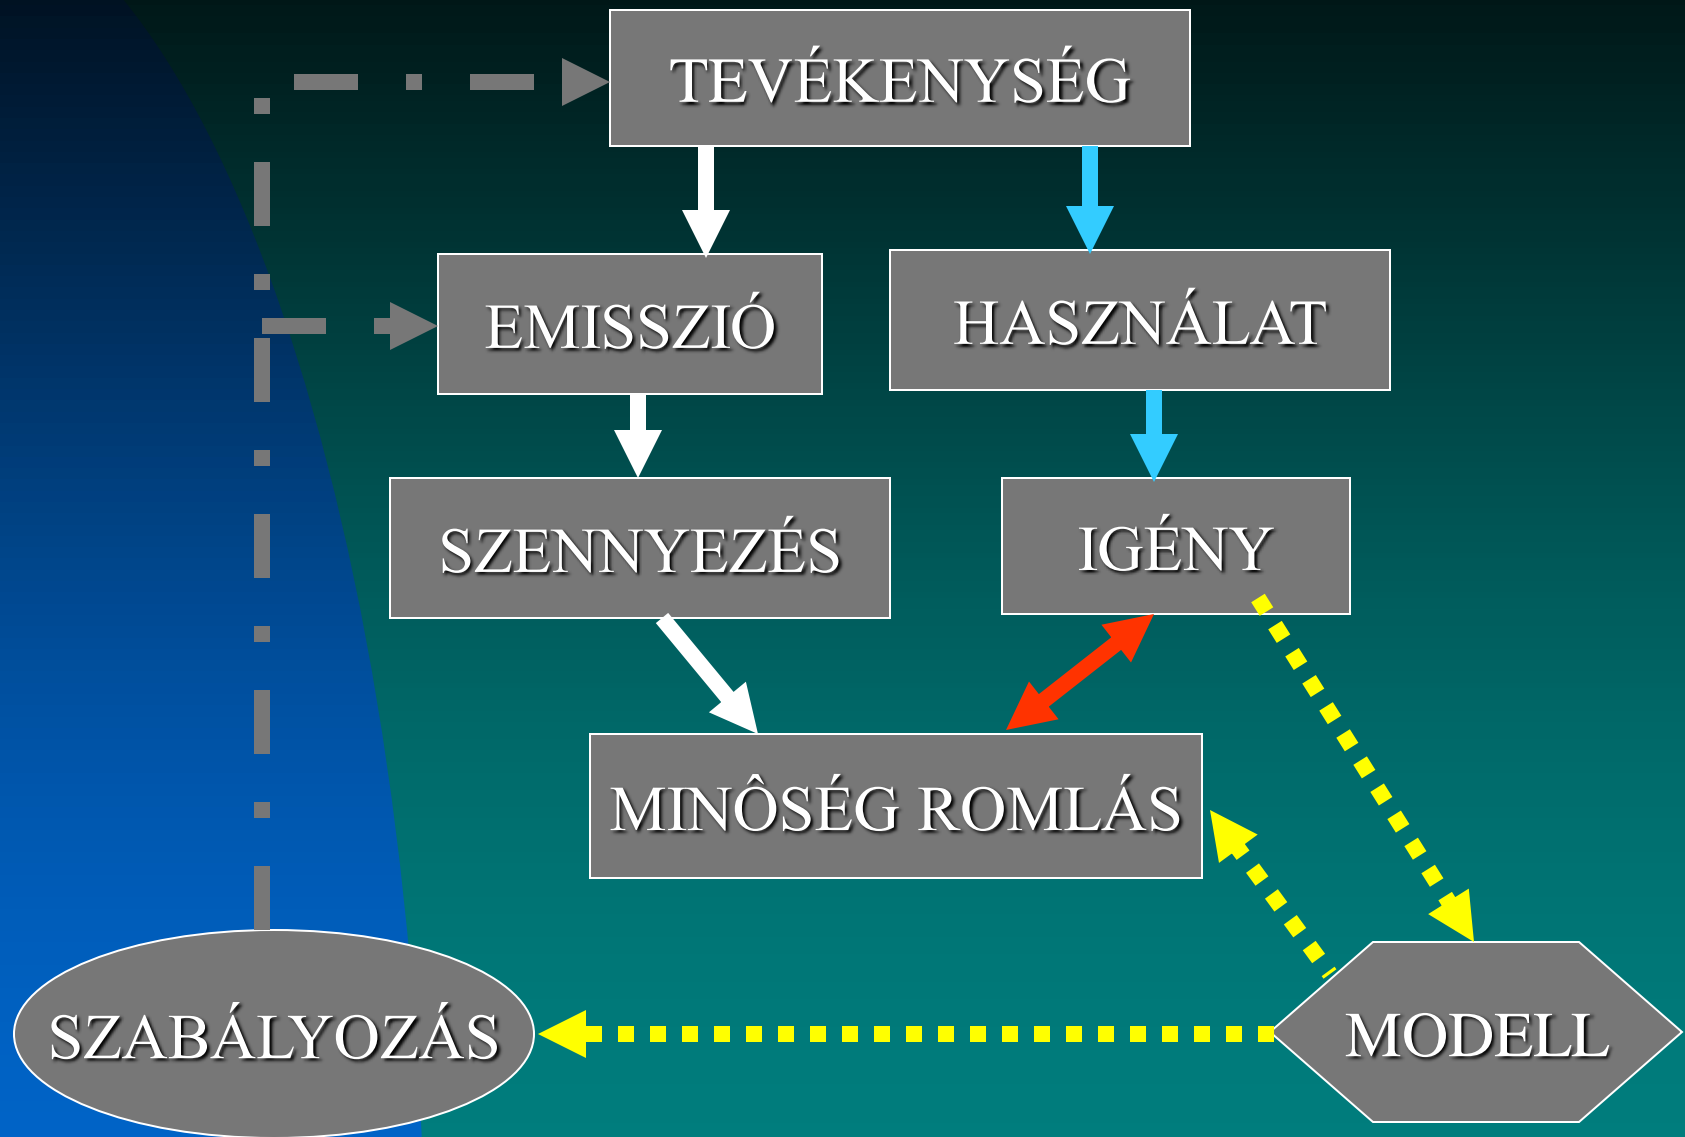 TEVÉKENYSÉG
EMISSZIÓ
HASZNÁLAT
SZENNYEZÉS
IGÉNY
MINÔSÉG ROMLÁS
SZABÁLYOZÁS
MODELL